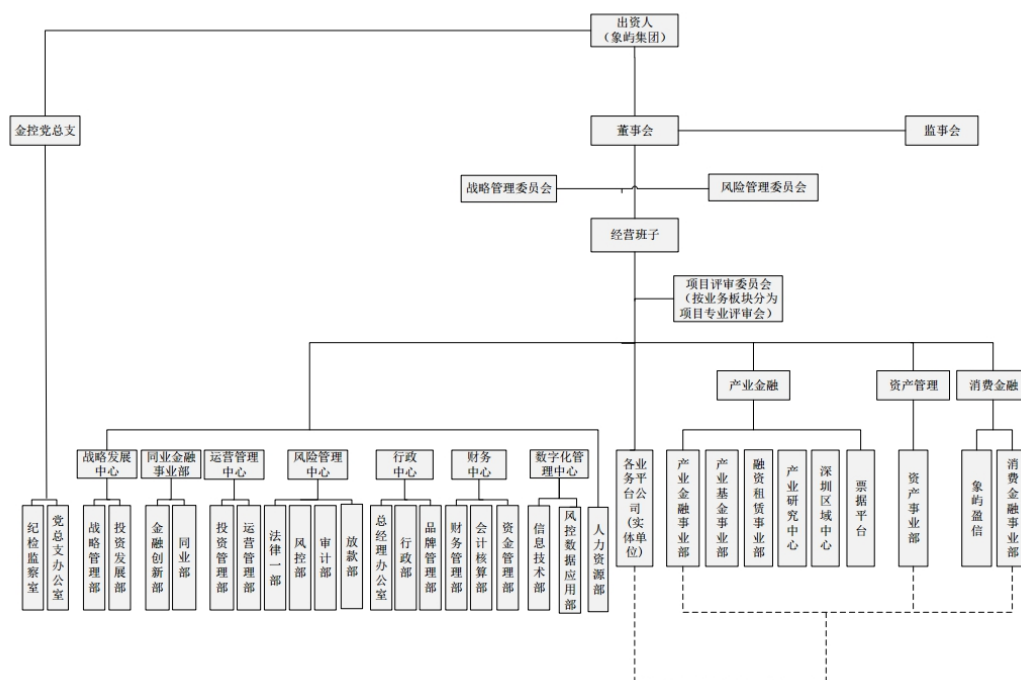 出资人
（象屿集团）
金控党总支
董事会
监事会
战略管理委员会
风险管理委员会
经营班子
项目评审委员会
（按业务板块分为
项目专业评审会）
产业金融
资产管理
消费金融
战略发展
中心
同业金融
事业部
运营管理
中心
风险管理
中心
行政
中心
财务
中心
数字化管
理中心
各业务平台公司(实体单位)
产业金融事业部
产业基金事业部
融资租赁事业部
产业研究中心
深圳区域中心
票据平台
资产事业部
象屿盈信
消费金融事业部
纪检监察室
党总支办公室
战略管理部
投资发展部
金融创新部
同业部
投资管理部
运营管理部
法律一部
风控部
审计部
放款部
总经理办公室
行政部
品牌管理部
财务管理部
会计核算部
资金管理部
信息技术部
风控数据应用部
人力资源部